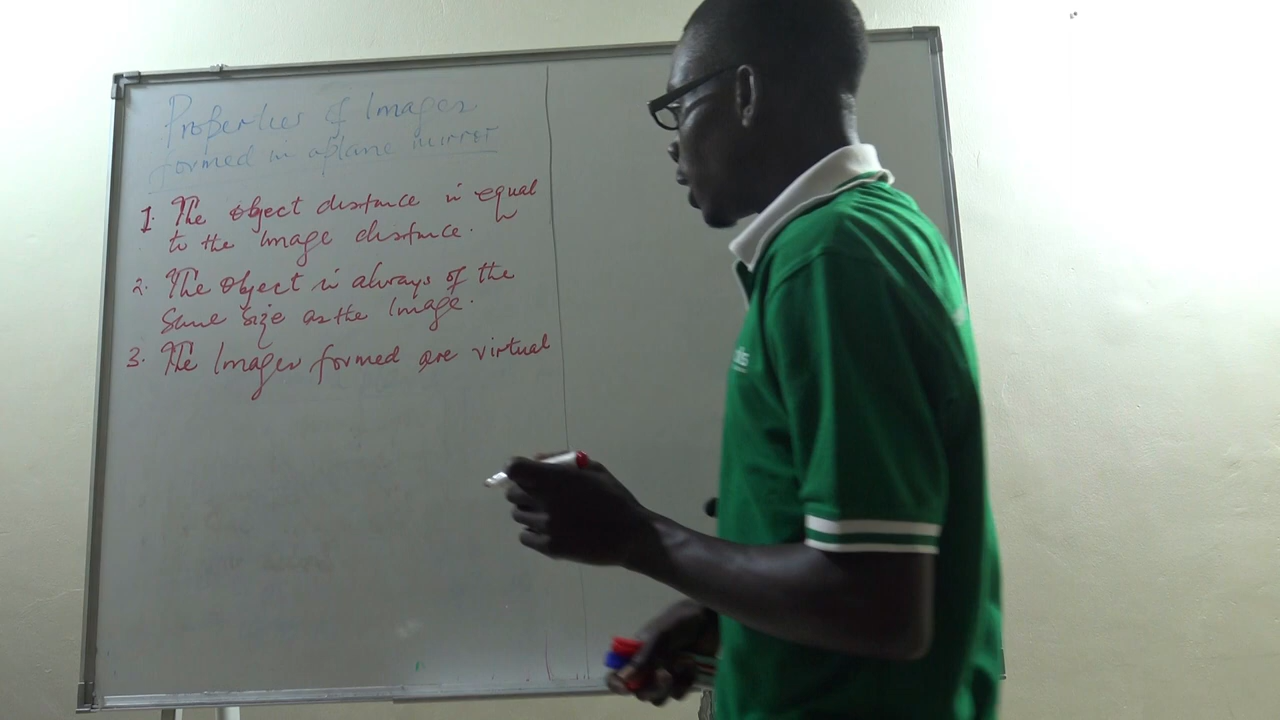 Properties of Images
formed in a plane mirror
1. The object distance is equal
to the Image distance.
2. The object is always of the
same size as the Image.
3. The Images formed are virtual